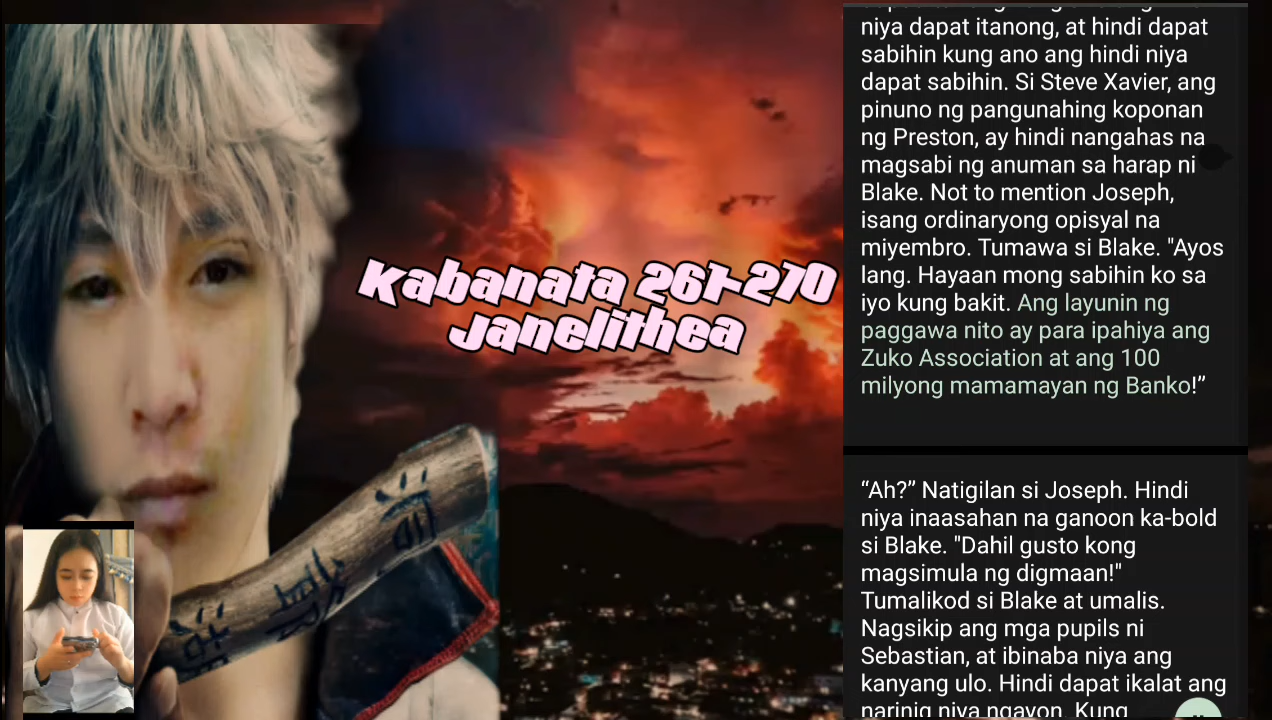 Kabanata 261-270
Janelithea
niya dapat itanong, at hindi dapat
sabihin kung ano ang hindi niya
dapat sabihin. Si Steve Xavier, ang
pinuno ng pangunahing koponan
ng Preston, ay hindi nangahas na
magsabi ng anuman sa harap ni
Blake. Not to mention Joseph,
isang ordinaryong opisyal na
miyembro. Tumawa si Blake. "Ayos
lang. Hayaan mong sabihin ko sa
iyo kung bakit. Ang layunin ng
paggawa nito ay para ipahiya ang
Zuko Association at ang 100
milyong mamamayan ng Banko!”
“Ah?” Natigilan si Joseph. Hindi
niya inaasahan na ganoon ka-bold
si Blake. "Dahil gusto kong
magsimula ng digmaan!"
Tumalikod si Blake at umalis.
Nagsikip ang mga pupils ni
Sebastian, at ibinaba niya ang
kanyang ulo. Hindi dapat ikalat ang
narinig niya ngayon. Kung